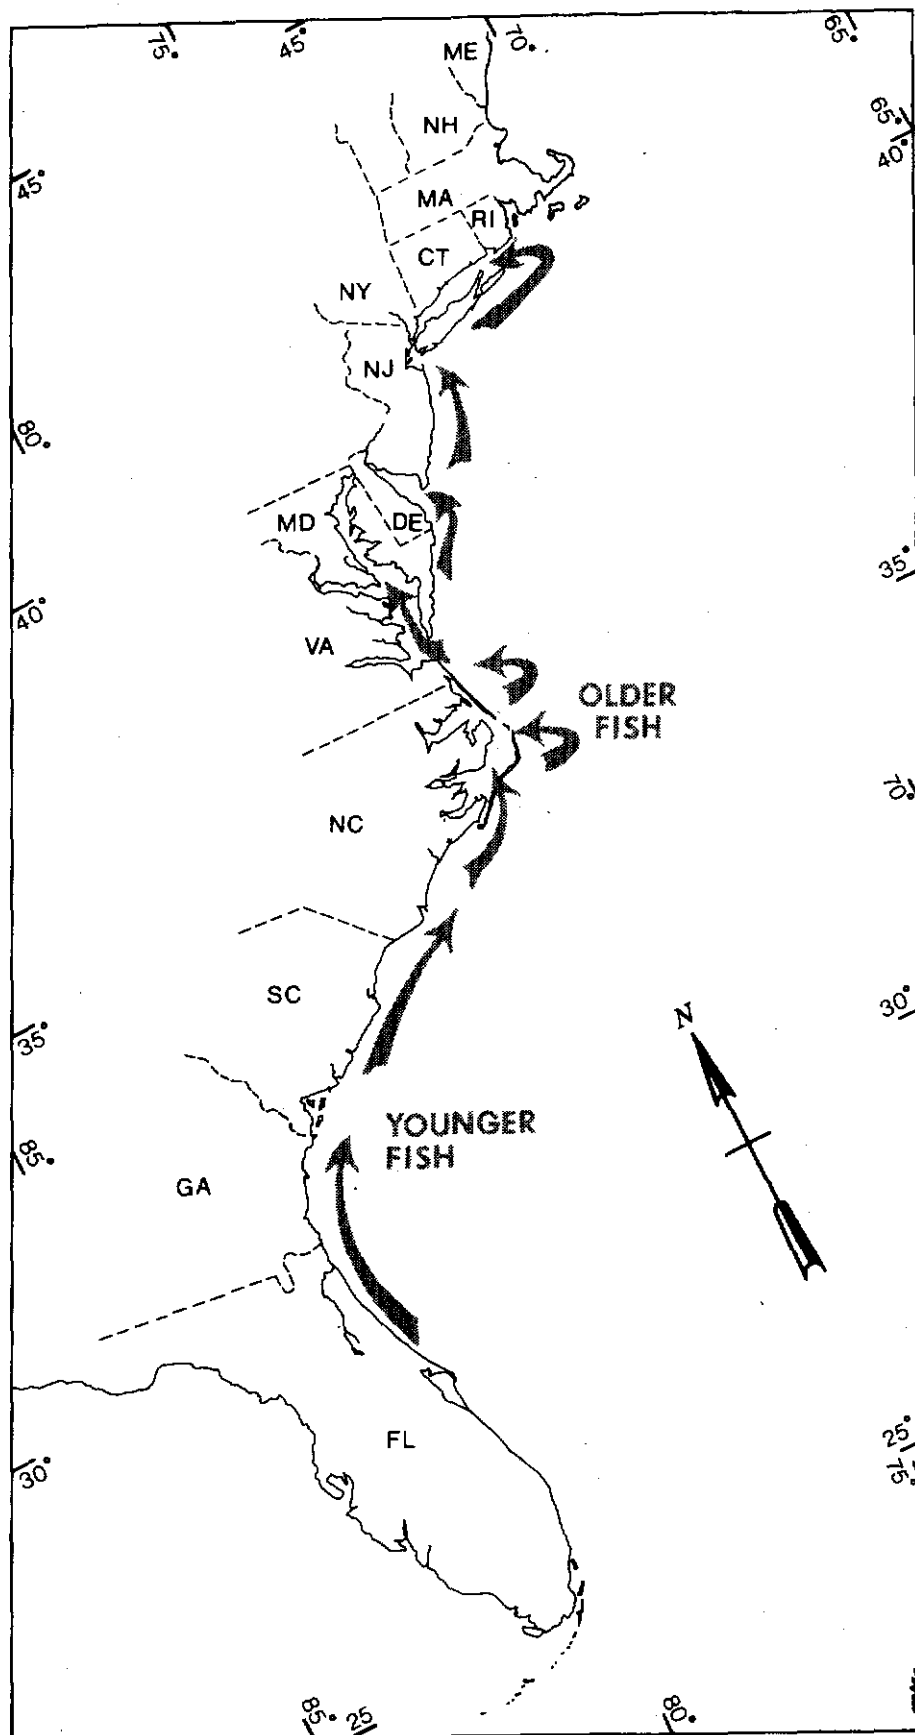 75°
45°
70°
65°
ME
65°
40°
NH
45°
MA
RI
CT
NY
NJ
80°
MD
DE
35°
40°
VA
OLDER
FISH
70°
NC
SC
30°
N
35°
YOUNGER
FISH
85°
GA
FL
25°
75°
30°
85°
25
80°